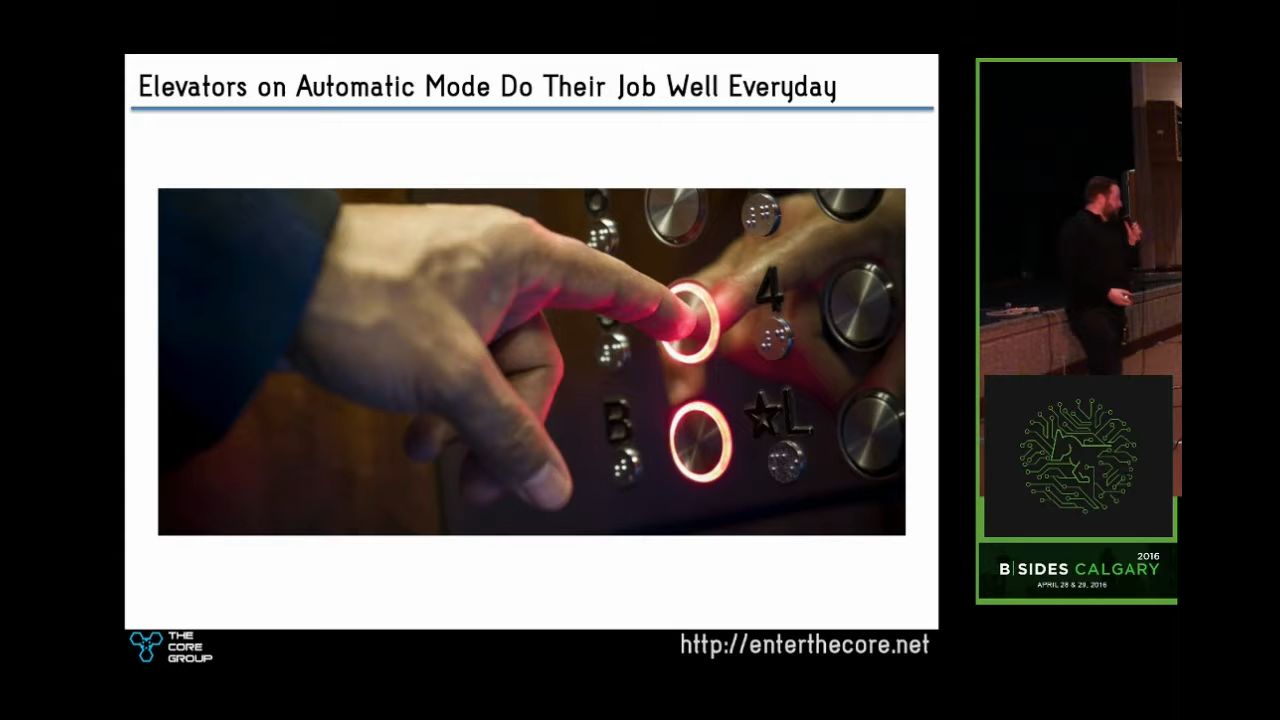 Elevators on Automatic Mode Do Their Job Well Everyday
4
B
★L
THE
CORE
GROUP
http://enterthecore.net
2016
B|SIDES CALGARY
APRIL 28 & 29, 2016